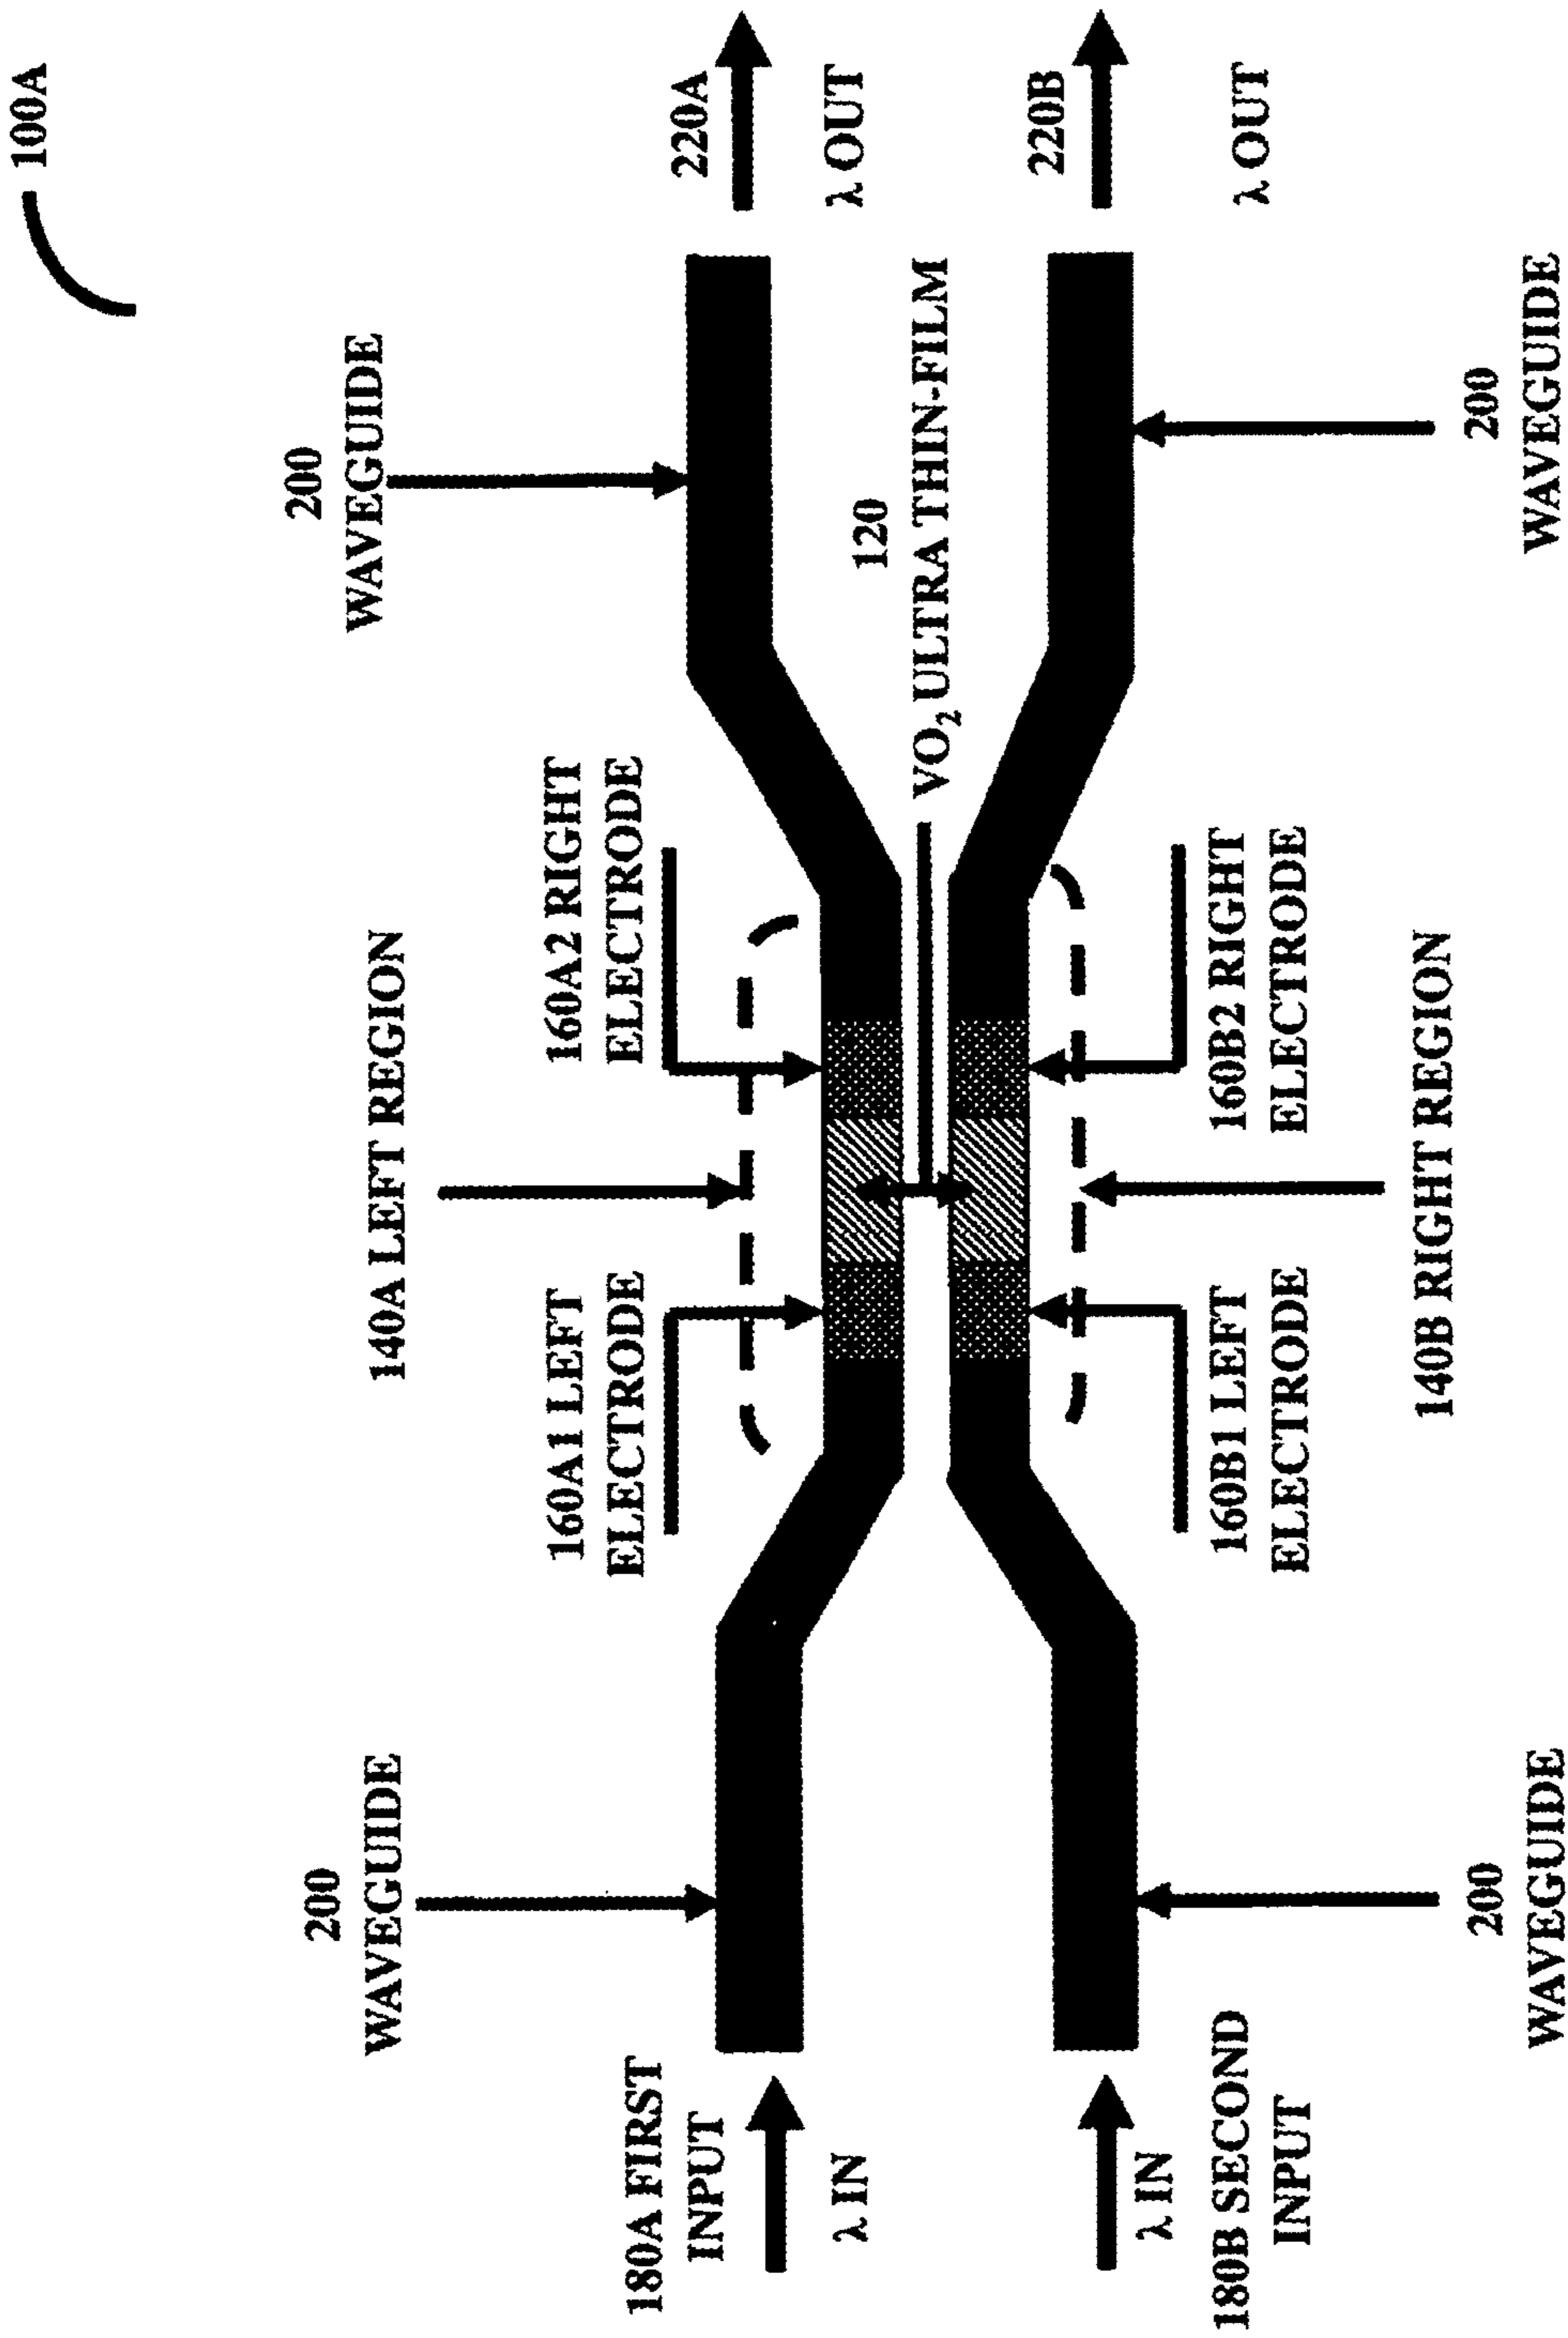 100A
200
WAVEGUIDE
200
WAVEGUIDE
140A LEFT REGION
160A1 LEFT
ELECTRODE
160A2 RIGHT
ELECTRODE
180A FIRST
INPUT
λ IN
220A
λ OUT
120
VO₂ ULTRA THIN-FILM
220B
λ OUT
λ IN
180B SECOND
INPUT
160B1 LEFT
ELECTRODE
160B2 RIGHT
ELECTRODE
140B RIGHT REGION
200
WAVEGUIDE
200
WAVEGUIDE